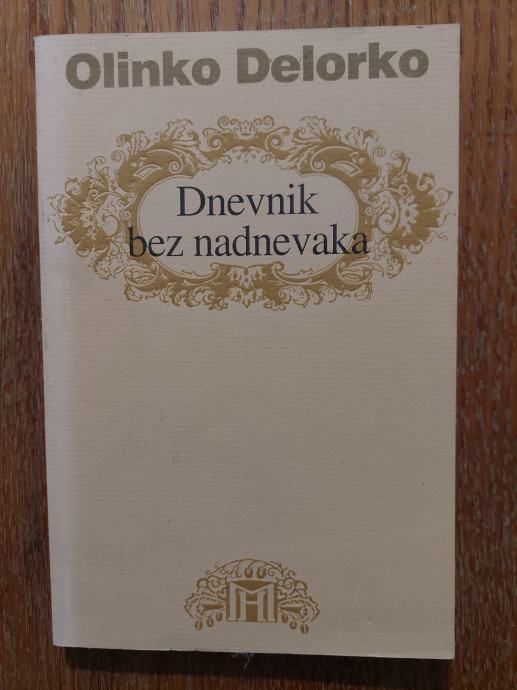 Olinko Delorko
Dnevnik
bez nadnevaka